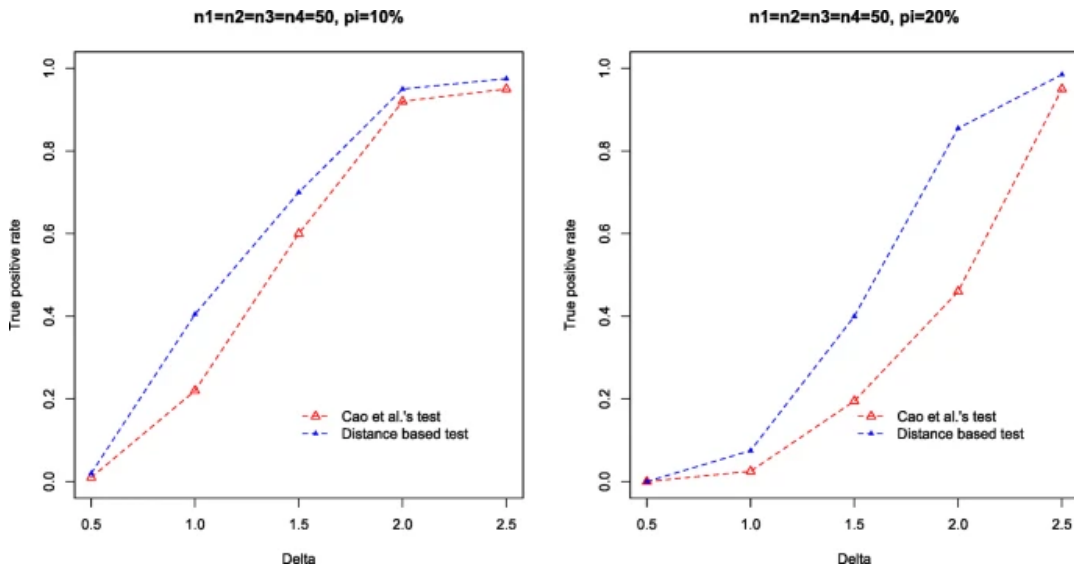 n1=n2=n3=n4=50, pi=10%
True positive rate
1.0
0.8
0.6
0.4
0.2
0.0
Cao et al.'s test
Distance based test
0.5 1.0 1.5 2.0 2.5
Delta
n1=n2=n3=n4=50, pi=20%
True positive rate
1.0
0.8
0.6
0.4
0.2
0.0
Cao et al.'s test
Distance based test
0.5 1.0 1.5 2.0 2.5
Delta